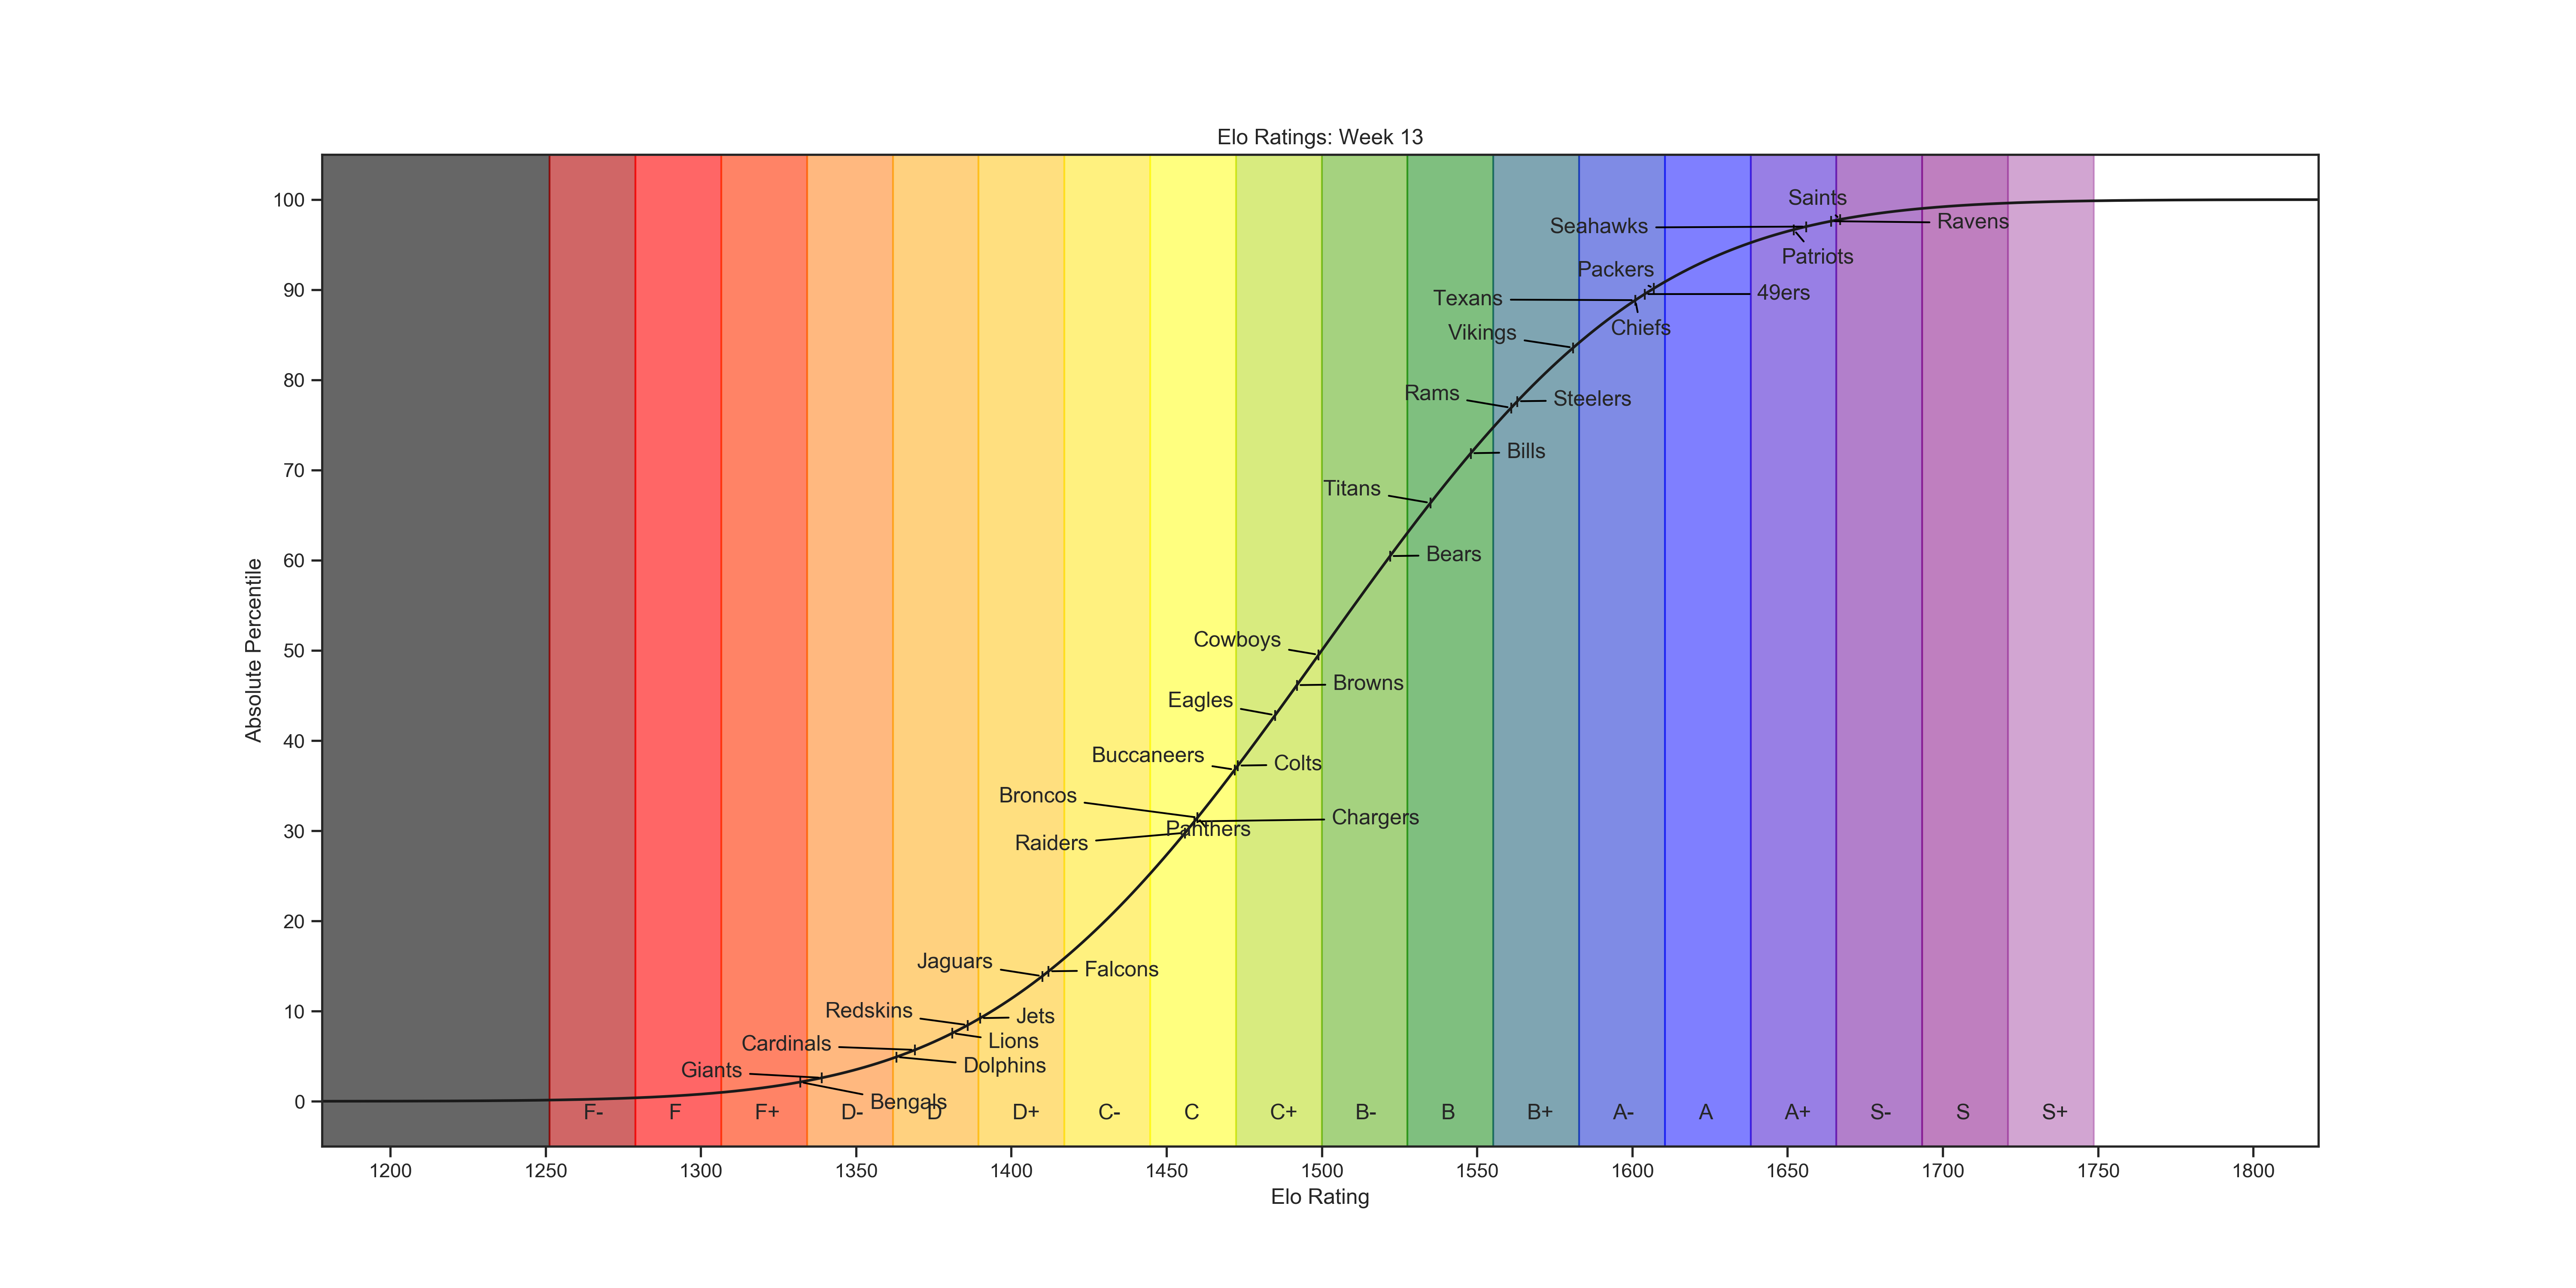 Elo Ratings: Week 13
Absolute Percentile
100
90
80
70
60
50
40
30
20
10
0
Saints
Seahawks
Ravens
Patriots
Packers
49ers
Texans
Chiefs
Vikings
Rams
Steelers
Bills
Titans
Bears
Cowboys
Browns
Eagles
Buccaneers
Colts
Broncos
Chargers
Panthers
Raiders
Jaguars
Falcons
Redskins
Jets
Lions
Cardinals
Dolphins
Giants
Bengals
F- F F+ D- D D+ C- C C+ B- B B+ A- A A+ S- S S+
1200 1250 1300 1350 1400 1450 1500 1550 1600 1650 1700 1750 1800
Elo Rating